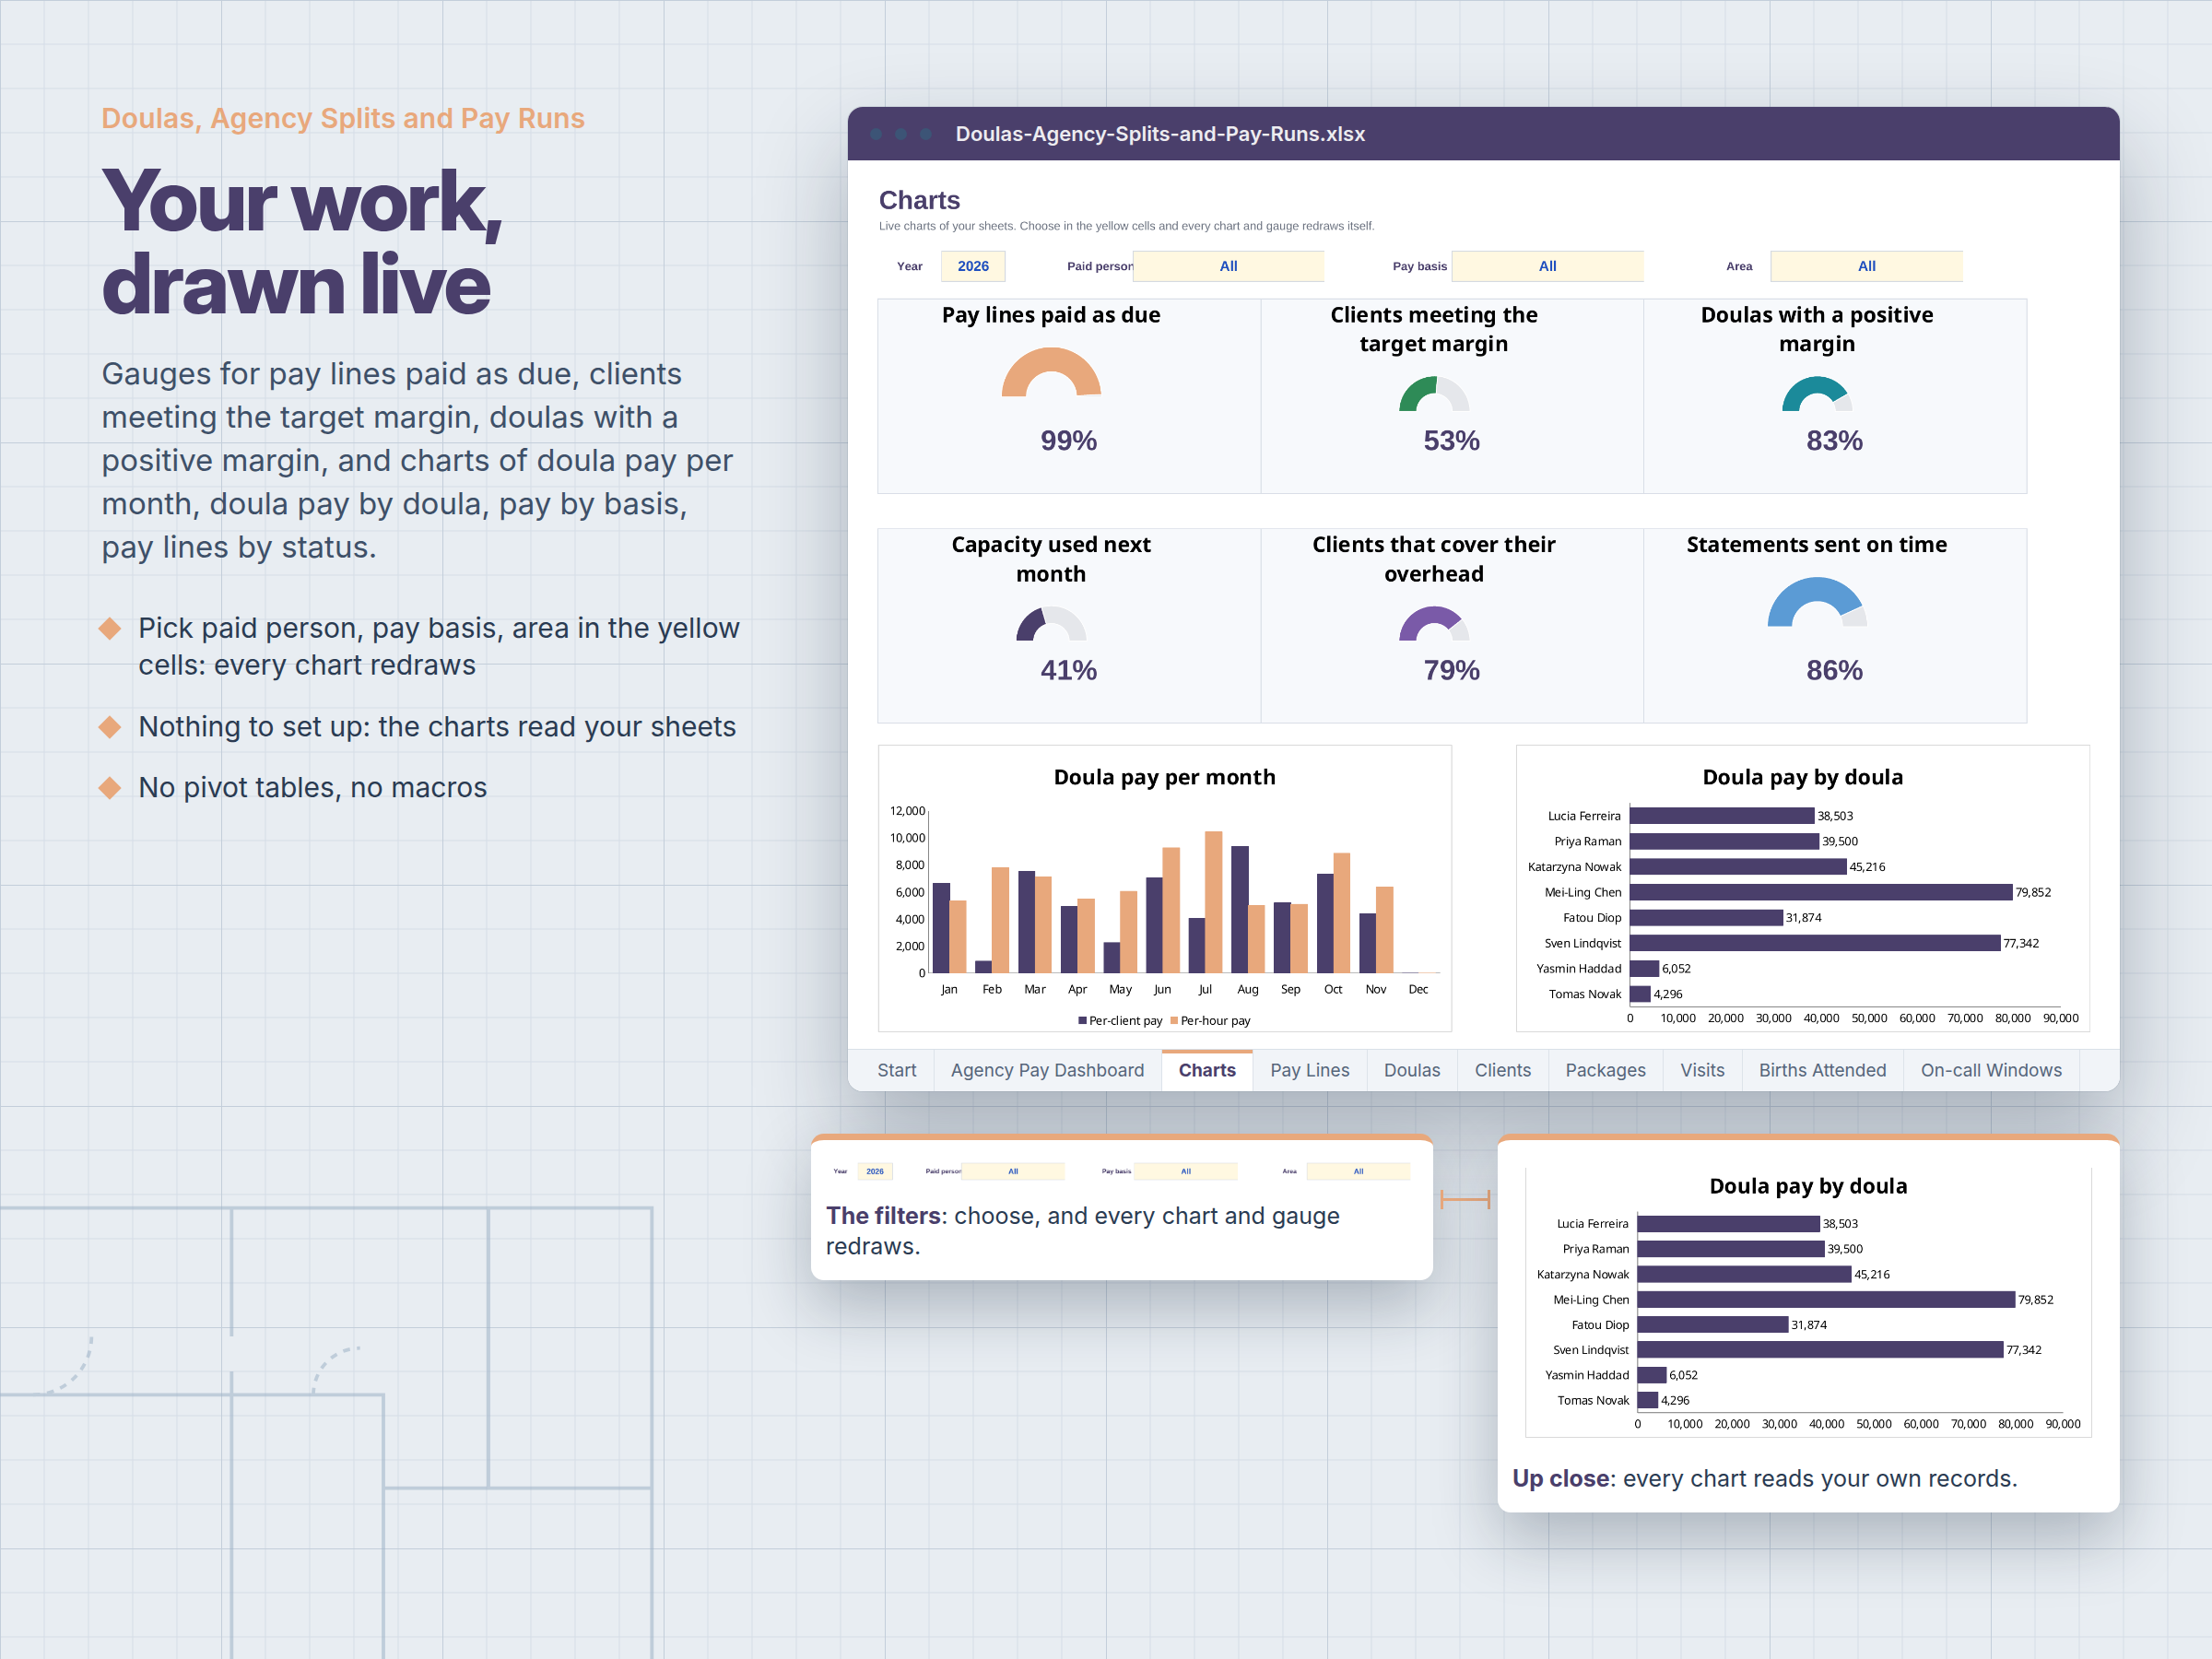 Doulas, Agency Splits and Pay Runs
Your work,
drawn live
Gauges for pay lines paid as due, clients
meeting the target margin, doulas with a
positive margin, and charts of doula pay per
month, doula pay by doula, pay by basis,
pay lines by status.
Pick paid person, pay basis, area in the yellow
cells: every chart redraws
Nothing to set up: the charts read your sheets
No pivot tables, no macros
Doulas-Agency-Splits-and-Pay-Runs.xlsx
Charts
Live charts of your sheets. Choose in the yellow cells and every chart and gauge redraws itself.
Year 2026 Paid person All Pay basis All Area All
Pay lines paid as due
99%
Clients meeting the
target margin
53%
Doulas with a positive
margin
83%
Capacity used next
month
41%
Clients that cover their
overhead
79%
Statements sent on time
86%
Doula pay per month
12,000
10,000
8,000
6,000
4,000
2,000
0
Jan Feb Mar Apr May Jun Jul Aug Sep Oct Nov Dec
Per-client pay Per-hour pay
Doula pay by doula
Lucia Ferreira 38,503
Priya Raman 39,500
Katarzyna Nowak 45,216
Mei-Ling Chen 79,852
Fatou Diop 31,874
Sven Lindqvist 77,342
Yasmin Haddad 6,052
Tomas Novak 4,296
0 10,000 20,000 30,000 40,000 50,000 60,000 70,000 80,000 90,000
Start Agency Pay Dashboard Charts Pay Lines Doulas Clients Packages Visits Births Attended On-call Windows
Year 2026 Paid person All Pay basis All Area All
The filters: choose, and every chart and gauge
redraws.
Doula pay by doula
Lucia Ferreira 38,503
Priya Raman 39,500
Katarzyna Nowak 45,216
Mei-Ling Chen 79,852
Fatou Diop 31,874
Sven Lindqvist 77,342
Yasmin Haddad 6,052
Tomas Novak 4,296
0 10,000 20,000 30,000 40,000 50,000 60,000 70,000 80,000 90,000
Up close: every chart reads your own records.